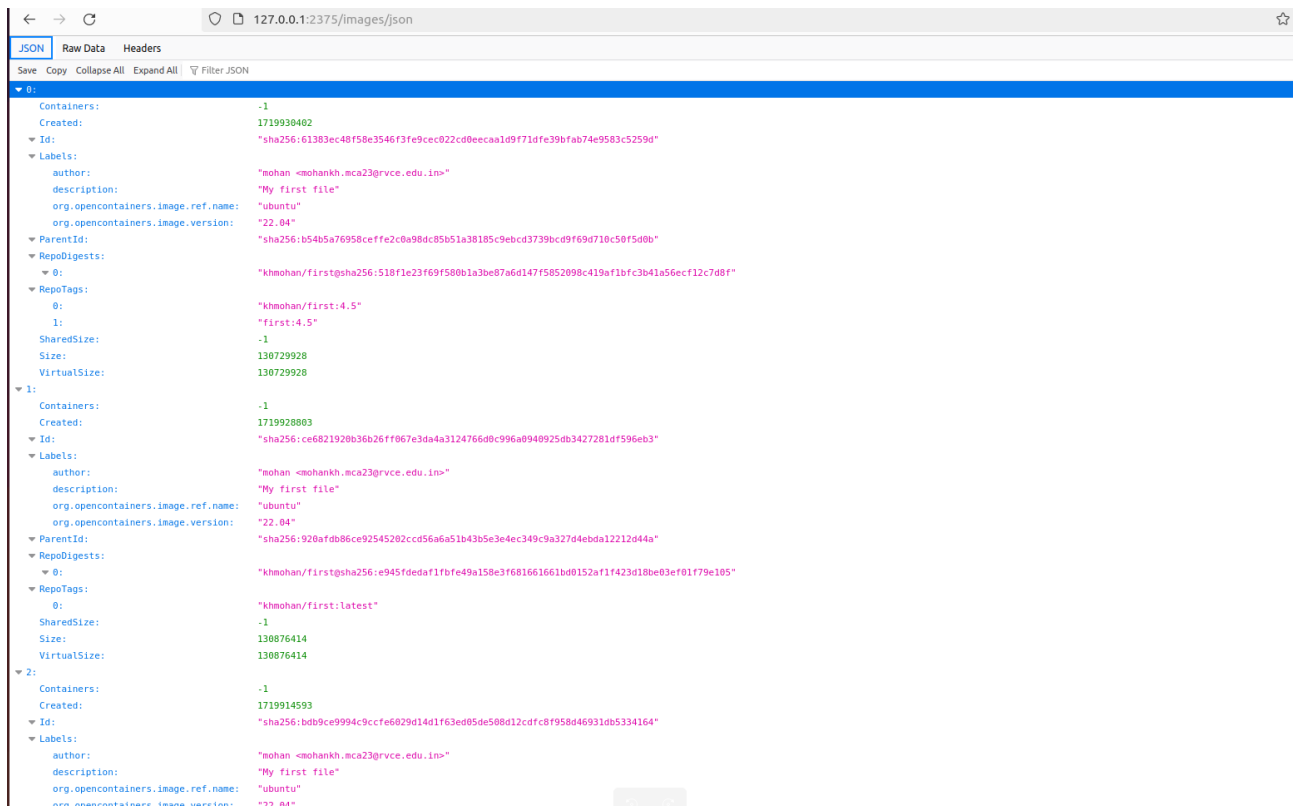 127.0.0.1:2375/images/json
JSON Raw Data Headers
Save Copy Collapse All Expand All Filter JSON
0:
Containers: -1
Created: 1719930402
Id: "sha256:61383ec48f58e3546f3fe9cec022cd0eecaa1d9f71dfe39bfab74e9583c5259d"
Labels:
author: "mohan <mohankh.mca23@rvce.edu.in>"
description: "My first file"
org.opencontainers.image.ref.name: "ubuntu"
org.opencontainers.image.version: "22.04"
ParentId: "sha256:b54b5a76958ceffe2c0a98dc85b51a38185c9ebcd3739bcd9f69d710c50f5d0b"
RepoDigests:
0: "khmohan/first@sha256:518f1e23f69f580b1a3be87a6d147f5852098c419af1bfc3b41a56ecf12c7d8f"
RepoTags:
0: "khmohan/first:4.5"
1: "first:4.5"
SharedSize: -1
Size: 130729928
VirtualSize: 130729928
1:
Containers: -1
Created: 1719928803
Id: "sha256:ce6821920b36b26ff067e3da4a3124766d0c996a0940925db3427281df596eb3"
Labels:
author: "mohan <mohankh.mca23@rvce.edu.in>"
description: "My first file"
org.opencontainers.image.ref.name: "ubuntu"
org.opencontainers.image.version: "22.04"
ParentId: "sha256:920afdb86ce92545202ccd56a6a51b43b5e3e4ec349c9a327d4ebda12212d44a"
RepoDigests:
0: "khmohan/first@sha256:e945fdedaf1fbfe49a158e3f681661661bd0152af1f423d18be03ef01f79e105"
RepoTags:
0: "khmohan/first:latest"
SharedSize: -1
Size: 130876414
VirtualSize: 130876414
2:
Containers: -1
Created: 1719914593
Id: "sha256:bdb9ce9994c9ccfe6029d14d1f63ed05de508d12cdfc8f958d46931db5334164"
Labels:
author: "mohan <mohankh.mca23@rvce.edu.in>"
description: "My first file"
org.opencontainers.image.ref.name: "ubuntu"
org.opencontainers.image.version: "22.04"